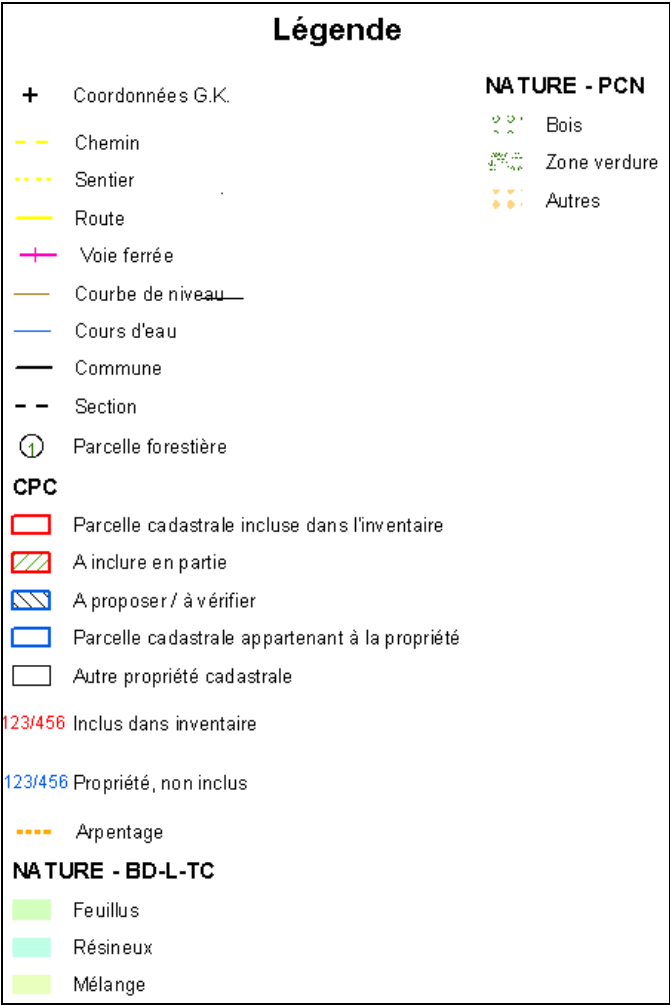 Légende
Coordonnées G.K.
Chemin
Sentier
Route
Voie ferrée
Courbe de niveau
Cours d'eau
Commune
Section
1
Parcelle forestière
CPC
Parcelle cadastrale incluse dans l'inventaire
A inclure en partie
A proposer / à vérifier
Parcelle cadastrale appartenant à la propriété
Autre propriété cadastrale
123/456 Inclus dans inventaire
123/456 Propriété, non inclus
Arpentage
NATURE - BD-L-TC
Feuillus
Résineux
Mélange
NATURE - PCN
Bois
Zone verdure
Autres